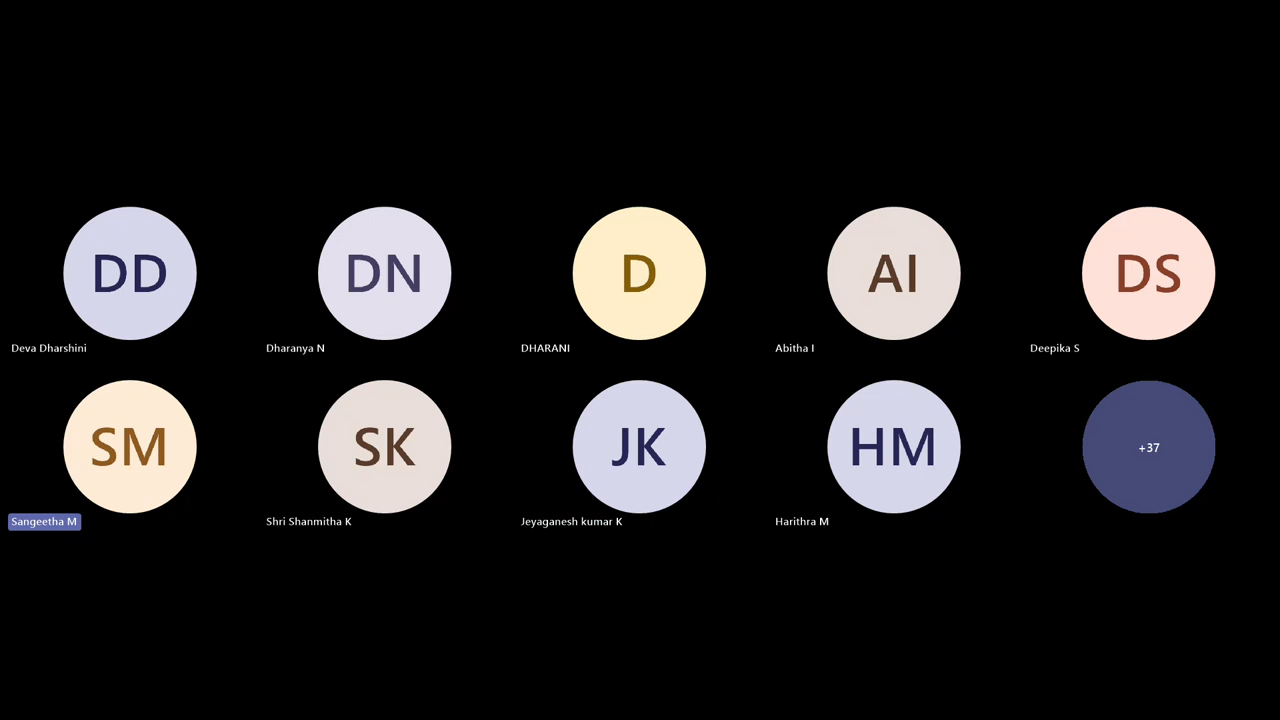 DD
DN
D
AI
DS
Deva Dharshini
Dharanya N
DHARANI
Abitha I
Deepika S
SM
SK
JK
HM
+37
Sangeetha M
Shri Shanmitha K
Jeyaganesh kumar K
Harithra M